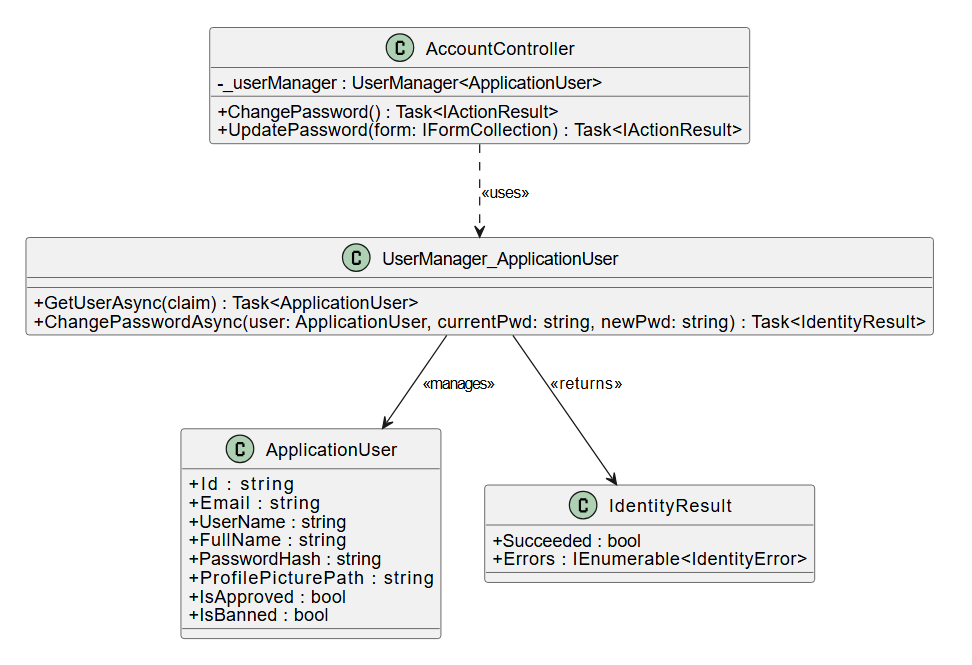 C AccountController
-_userManager : UserManager<ApplicationUser>
+ChangePassword() : Task<IActionResult>
+UpdatePassword(form: IFormCollection) : Task<IActionResult>
«uses»
C UserManager_ApplicationUser
+GetUserAsync(claim) : Task<ApplicationUser>
+ChangePasswordAsync(user: ApplicationUser, currentPwd: string, newPwd: string) : Task<IdentityResult>
«manages»
«returns»
C ApplicationUser
+Id : string
+Email : string
+UserName : string
+FullName : string
+PasswordHash : string
+ProfilePicturePath : string
+IsApproved : bool
+IsBanned : bool
C IdentityResult
+Succeeded : bool
+Errors : IEnumerable<IdentityError>